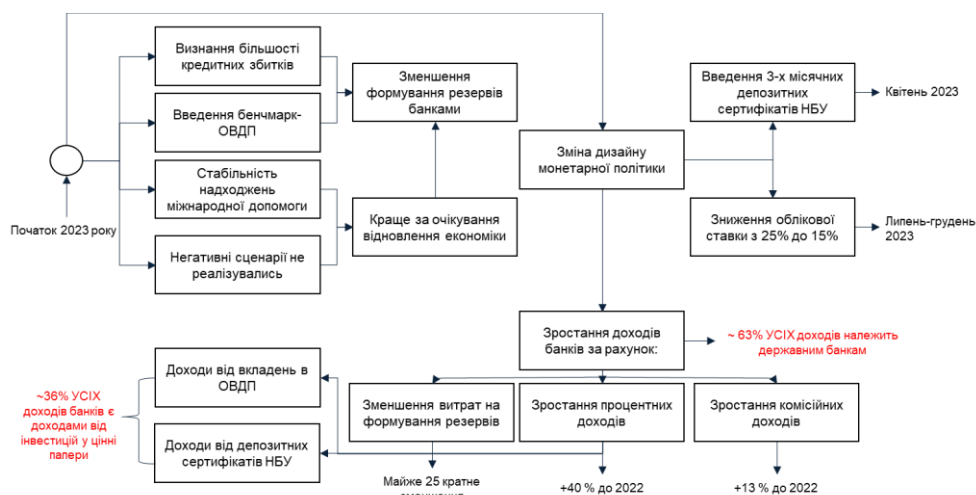 Визнання більшості
кредитних збитків
Введення бенчмарк-
ОВДП
Стабільність
надходжень
міжнародної допомоги
Негативні сценарії не
реалізувались
Початок 2023 року
Зменшення
формування резервів
банками
Краще за очікування
відновлення економіки
Зміна дизайну
монетарної політики
Введення 3-х місячних
депозитних
сертифікатів НБУ
Квітень 2023
Зниження облікової
ставки з 25% до 15%
Липень-грудень
2023
Зростання доходів
банків за рахунок:
~ 63% УСІХ доходів належить
державним банкам
Доходи від вкладень в
ОВДП
Доходи від депозитних
сертифікатів НБУ
~36% УСІХ
доходів банків є
доходами від
інвестицій у цінні
папери
Зменшення витрат на
формування резервів
Зростання процентних
доходів
Зростання комісійних
доходів
Майже 25 кратне
+40 % до 2022
+13 % до 2022